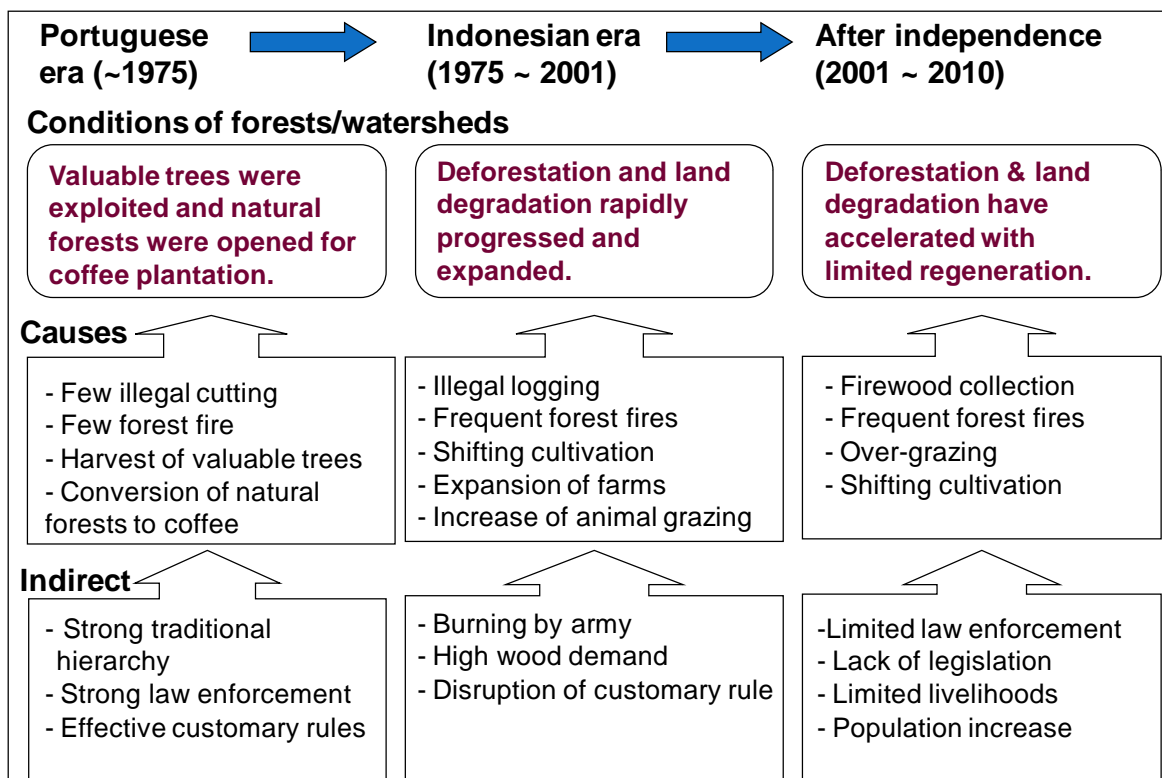 Portuguese
era (~1975)
Indonesian era
(1975 ~ 2001)
After independence
(2001 ~ 2010)
Conditions of forests/watersheds
Valuable trees were
exploited and natural
forests were opened for
coffee plantation.
Deforestation and land
degradation rapidly
progressed and
expanded.
Deforestation & land
degradation have
accelerated with
limited regeneration.
Causes
- Few illegal cutting
- Few forest fire
- Harvest of valuable trees
- Conversion of natural
forests to coffee
- Illegal logging
- Frequent forest fires
- Shifting cultivation
- Expansion of farms
- Increase of animal grazing
- Firewood collection
- Frequent forest fires
- Over-grazing
- Shifting cultivation
Indirect
- Strong traditional
hierarchy
- Strong law enforcement
- Effective customary rules
- Burning by army
- High wood demand
- Disruption of customary rule
-Limited law enforcement
- Lack of legislation
- Limited livelihoods
- Population increase